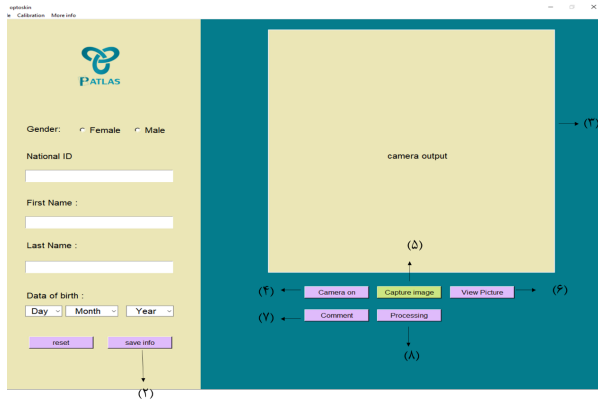 optoskin
le Calibration More info
PATLAS
Gender: Female Male
National ID
First Name :
Last Name :
Data of birth :
Day Month Year
reset save info
(۲)
camera output
(۳)
(۵)
(۴) Camera on Capture image View Picture (۶)
(۷) Comment Processing
(۸)